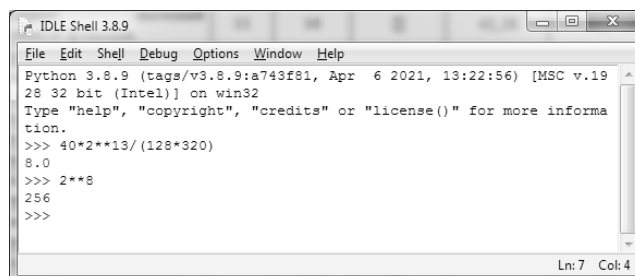 IDLE Shell 3.8.9
File Edit Shell Debug Options Window Help
Python 3.8.9 (tags/v3.8.9:a743f81, Apr  6 2021, 13:22:56) [MSC v.19
28 32 bit (Intel)] on win32
Type "help", "copyright", "credits" or "license()" for more informa
tion.
>>> 40*2**13/(128*320)
8.0
>>> 2**8
256
>>>
Ln: 7 Col: 4